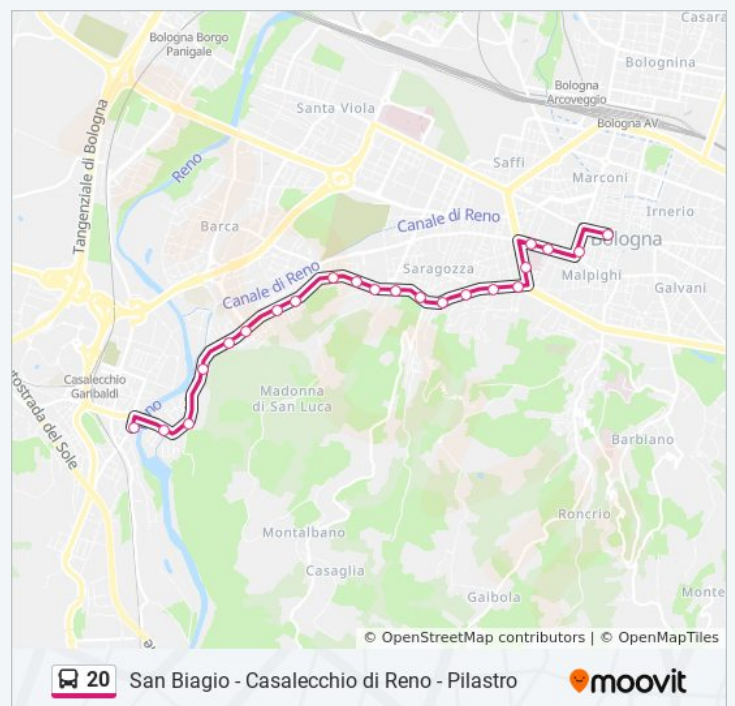 Casara
Bologna Borgo
Panigale
Bolognina
Bologna
Arcoveggio
Santa Viola
Bologna AV
Tangenziale di Bologna
Saffi
Reno
Marconi
Irnerio
Canale di Reno
Barca
Bologna
Saragozza
Malpighi
Canale di Reno
Galvani
Casalecchio
Garibaldi
Madonna
di San Luca
tostrada del Sole
Barbiano
Roncrio
Montalbano
Casaglia
Gaibola
Monte
© OpenStreetMap contributors | © OpenMapTiles
20 San Biagio - Casalecchio di Reno - Pilastro moovit